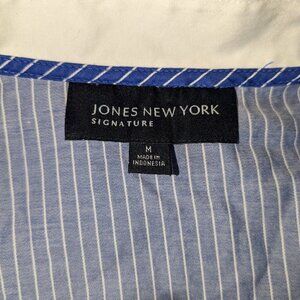 JONES NEW YORK
SIGNATURE
M
MADE IN
INDONESIA